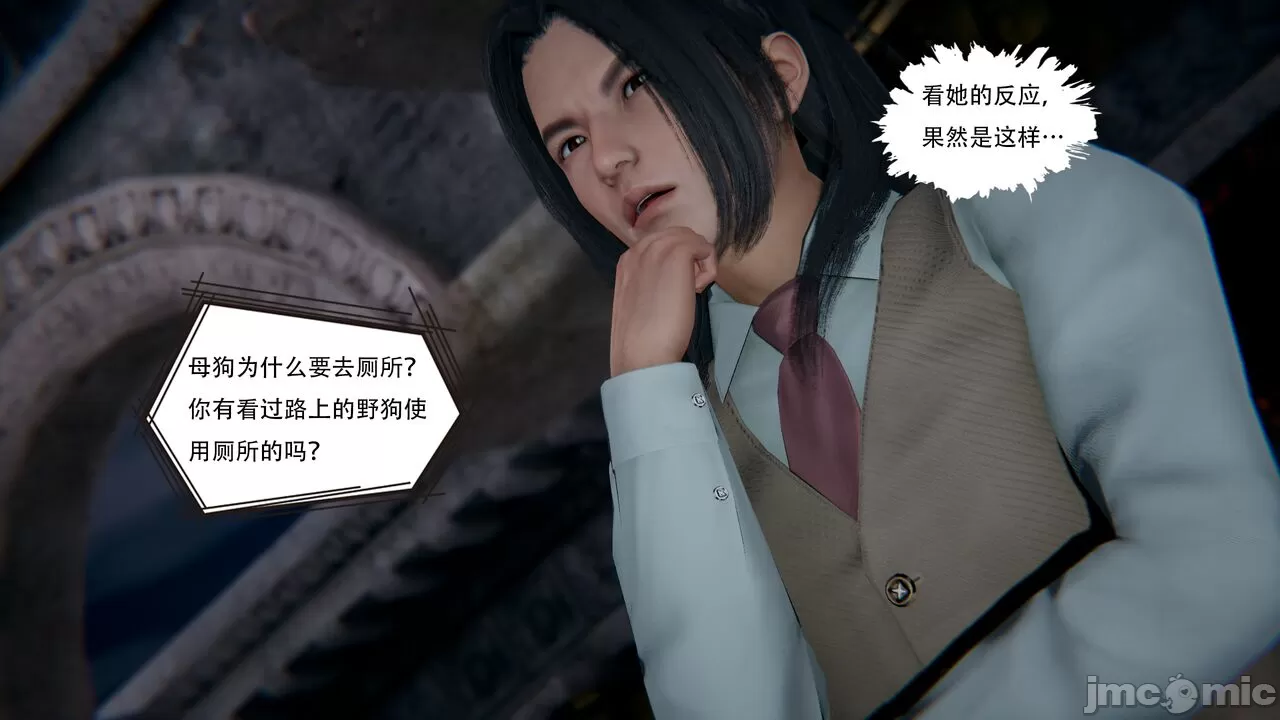 看她的反应,
果然是这样…
母狗为什么要去厕所?
你有看过路上的野狗使
用厕所的吗?
jmcomic